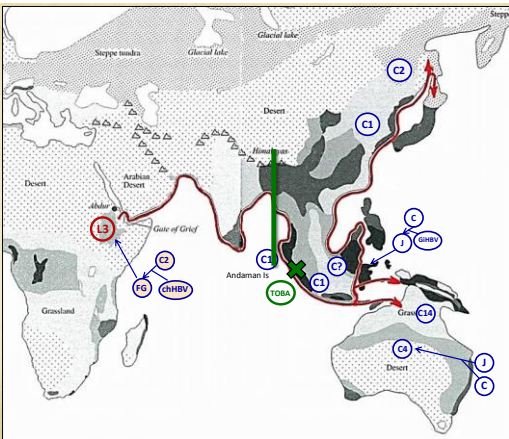 Steppe
Glacial lake
Steppe tundra
Glacial lake
C2
Desert
C1
Himalayas
Desert
Arabian
Desert
Abdur
L3
Gate of Grief
C1
Andaman Is
C?
C1
TOBA
C
J
GiHBV
C2
FG
chHBV
Grassland
Grass
C14
C4
Desert
J
C